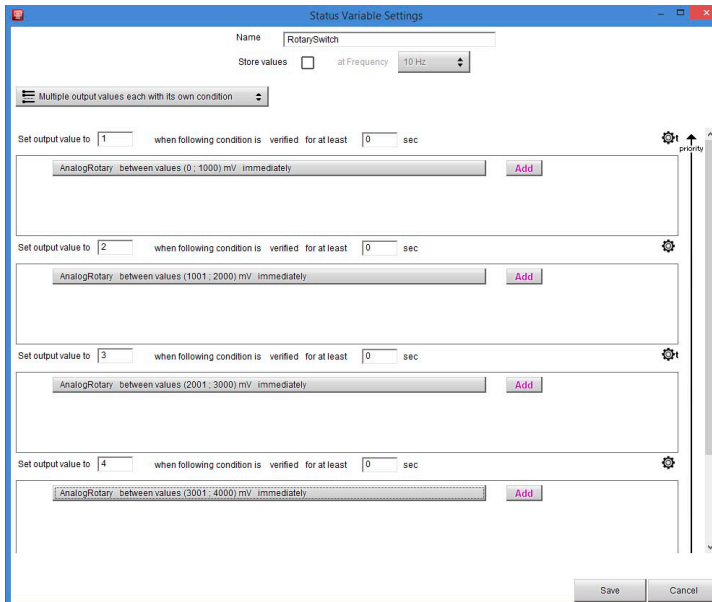 Status Variable Settings
Name RotarySwitch
Store values at Frequency 10 Hz
Multiple output values each with its own condition
Set output value to 1 when following condition is verified for at least 0 sec t
priority
AnalogRotary between values (0 ; 1000) mV immediately Add
Set output value to 2 when following condition is verified for at least 0 sec
AnalogRotary between values (1001 ; 2000) mV immediately Add
Set output value to 3 when following condition is verified for at least 0 sec t
AnalogRotary between values (2001 ; 3000) mV immediately Add
Set output value to 4 when following condition is verified for at least 0 sec
AnalogRotary between values (3001 ; 4000) mV immediately Add
Save Cancel